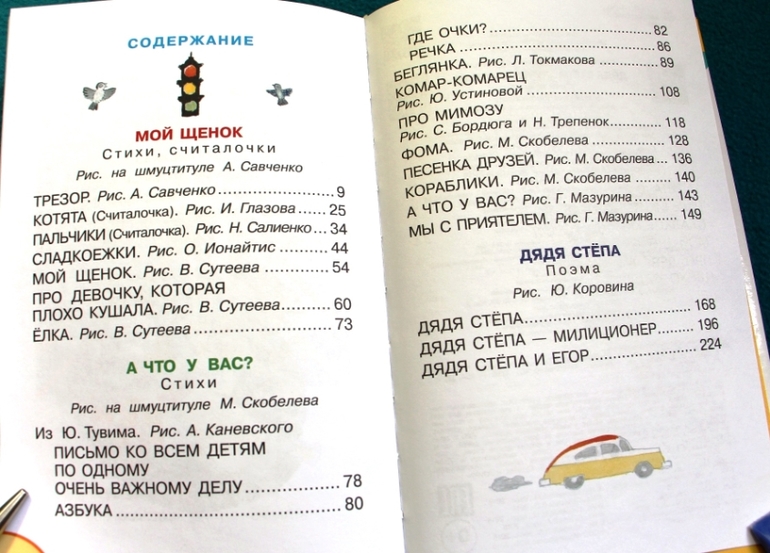 СОДЕРЖАНИЕ
МОЙ ЩЕНОК
Стихи, считалочки
Рис. на шмуцтитуле А. Савченко
ТРЕЗОР. Рис. А. Савченко.................9
КОТЯТА (Считалочка). Рис. И. Глазова......25
ПАЛЬЧИКИ (Считалочка). Рис. Н. Салиенко...34
СЛАДКОЕЖКИ. Рис. О. Ионайтис.......44
МОЙ ЩЕНОК. Рис. В. Сутеева...........54
ПРО ДЕВОЧКУ, КОТОРАЯ
ПЛОХО КУШАЛА. Рис. В. Сутеева........60
ЁЛКА. Рис. В. Сутеева.....................73
А ЧТО У ВАС?
Стихи
Рис. на шмуцтитуле М. Скобелева
Из Ю. Тувима. Рис. А. Каневского
ПИСЬМО КО ВСЕМ ДЕТЯМ
ПО ОДНОМУ
ОЧЕНЬ ВАЖНОМУ ДЕЛУ..............78
АЗБУКА...................................80
ГДЕ ОЧКИ?..........................82
РЕЧКА................................86
БЕГЛЯНКА. Рис. Л. Токмакова.........89
КОМАР-КОМАРЕЦ
Рис. Ю. Устиновой....................108
ПРО МИМОЗУ
Рис. С. Бордюга и Н. Трепенок.......118
ФОМА. Рис. М. Скобелева...........128
ПЕСЕНКА ДРУЗЕЙ. Рис. М. Скобелева...136
КОРАБЛИКИ. Рис. М. Скобелева......140
А ЧТО У ВАС? Рис. Г. Мазурина......143
МЫ С ПРИЯТЕЛЕМ. Рис. Г. Мазурина.....149
ДЯДЯ СТЁПА
Поэма
Рис. Ю. Коровина
ДЯДЯ СТЁПА.........................168
ДЯДЯ СТЁПА — МИЛИЦИОНЕР.......196
ДЯДЯ СТЁПА И ЕГОР................224